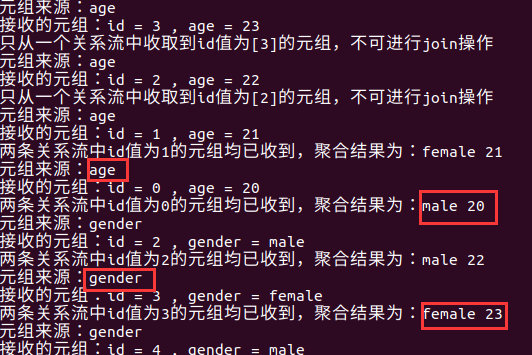 元组来源：age
接收的元组：id = 3 , age = 23
只从一个关系流中收取到id值为[3]的元组，不可进行join操作
元组来源：age
接收的元组：id = 2 , age = 22
只从一个关系流中收取到id值为[2]的元组，不可进行join操作
元组来源：age
接收的元组：id = 1 , age = 21
两条关系流中id值为1的元组均已收到，聚合结果为：female 21
元组来源：age
接收的元组：id = 0 , age = 20
两条关系流中id值为0的元组均已收到，聚合结果为：male 20
元组来源：gender
接收的元组：id = 2 , gender = male
两条关系流中id值为2的元组均已收到，聚合结果为：male 22
元组来源：gender
接收的元组：id = 3 , gender = female
两条关系流中id值为3的元组均已收到，聚合结果为：female 23
元组来源：gender
接收的元组：id = 4 , gender = male